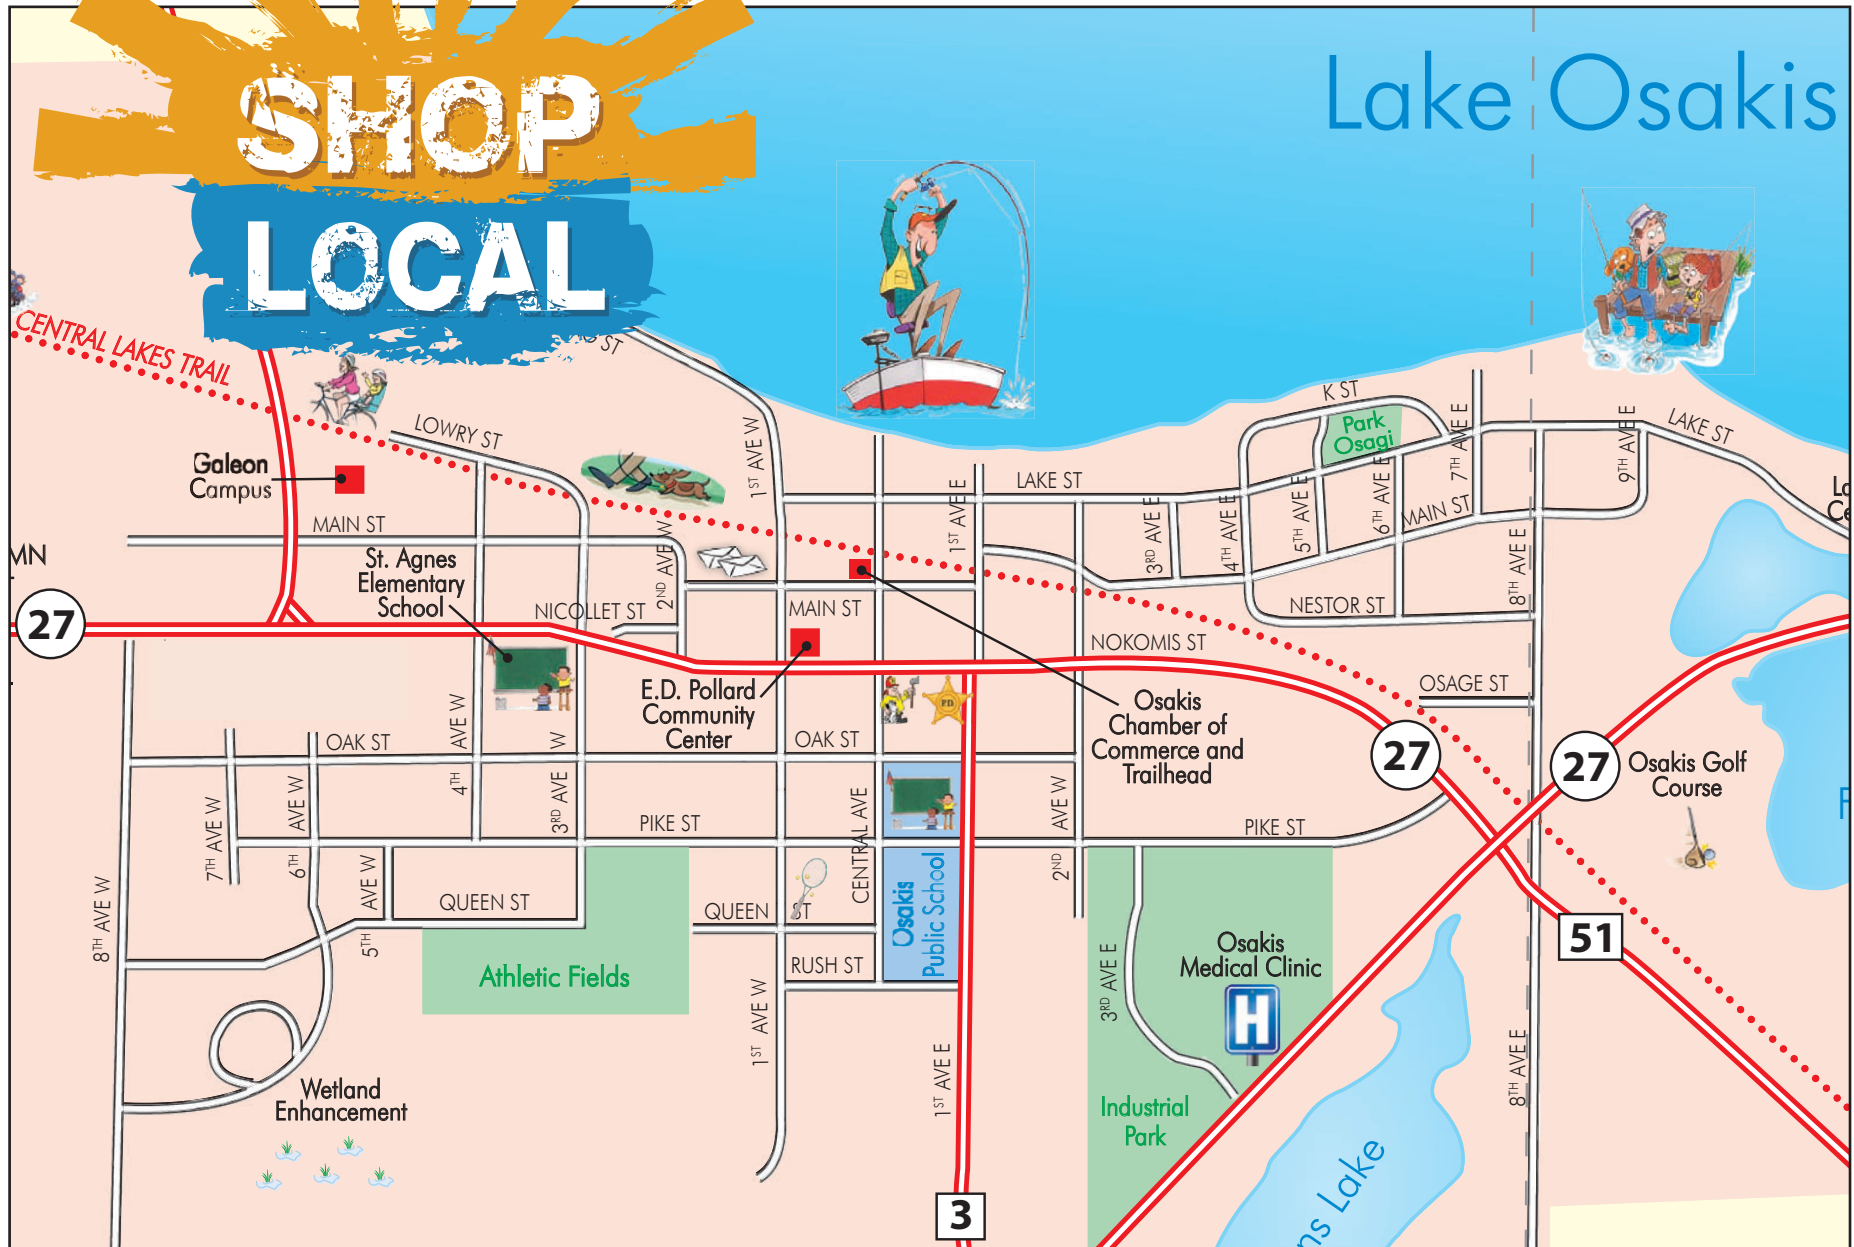 SHOP
LOCAL
Lake Osakis
CENTRAL LAKES TRAIL
ST
LOWRY ST
1ST AVE W
K ST
Park
Osagi
7TH AVE E
9TH AVE E
LAKE ST
Galeon
Campus
LAKE ST
1ST AVE E
3RD AVE E
4TH AVE E
5TH AVE E
6TH AVE E
MAIN ST
8TH AVE E
MAIN ST
2ND AVE W
MN
St. Agnes
Elementary
School
NICOLLET ST
MAIN ST
NESTOR ST
27
NOKOMIS ST
OSAGE ST
E.D. Pollard
Community
Center
P.D
Osakis
Chamber of
Commerce and
Trailhead
27
27
Osakis Golf
Course
OAK ST
4TH AVE W
3RD AVE W
OAK ST
7TH AVE W
6TH AVE W
PIKE ST
CENTRAL AVE
2ND AVE W
PIKE ST
8TH AVE W
5TH AVE W
QUEEN ST
QUEEN ST
Osakis
Public School
51
Osakis
Medical Clinic
H
Athletic Fields
RUSH ST
3RD AVE E
1ST AVE W
1ST AVE E
8TH AVE E
Wetland
Enhancement
Industrial
Park
3
Lake